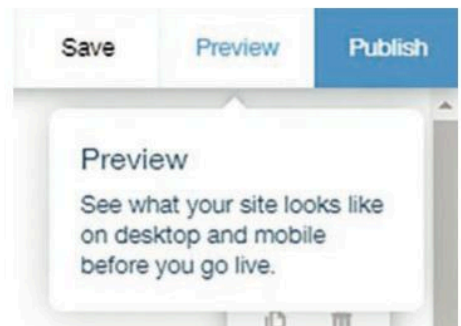 Save Preview Publish
Preview
See what your site looks like
on desktop and mobile
before you go live.